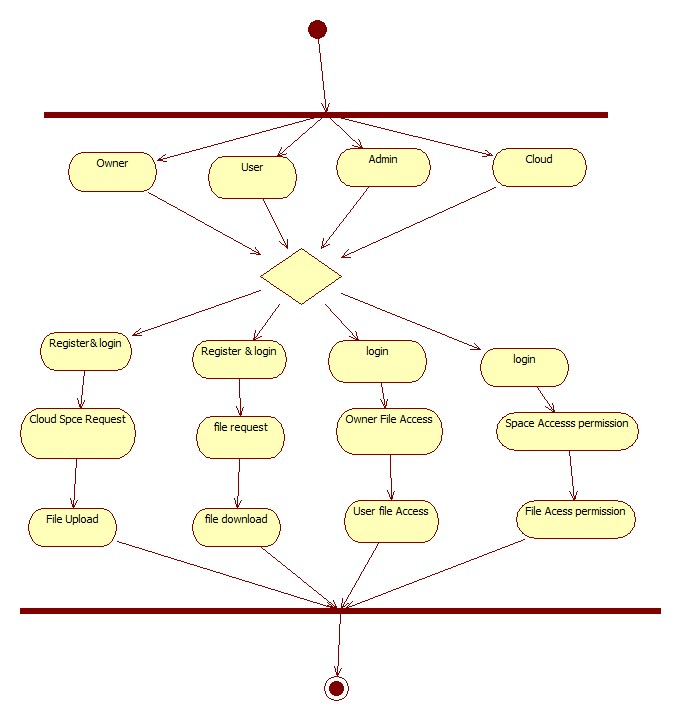 Owner
User
Admin
Cloud
Register& login
Register & login
login
login
Cloud Spce Request
file request
Owner File Access
Space Accesss permission
File Upload
file download
User file Access
File Acess permission